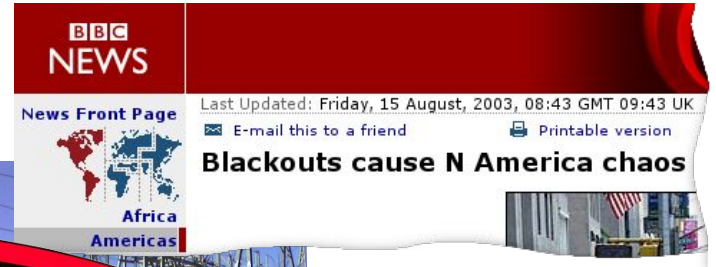 BBC
NEWS
News Front Page
Africa
Americas
Last Updated: Friday, 15 August, 2003, 08:43 GMT 09:43 UK
E-mail this to a friend Printable version
Blackouts cause N America chaos